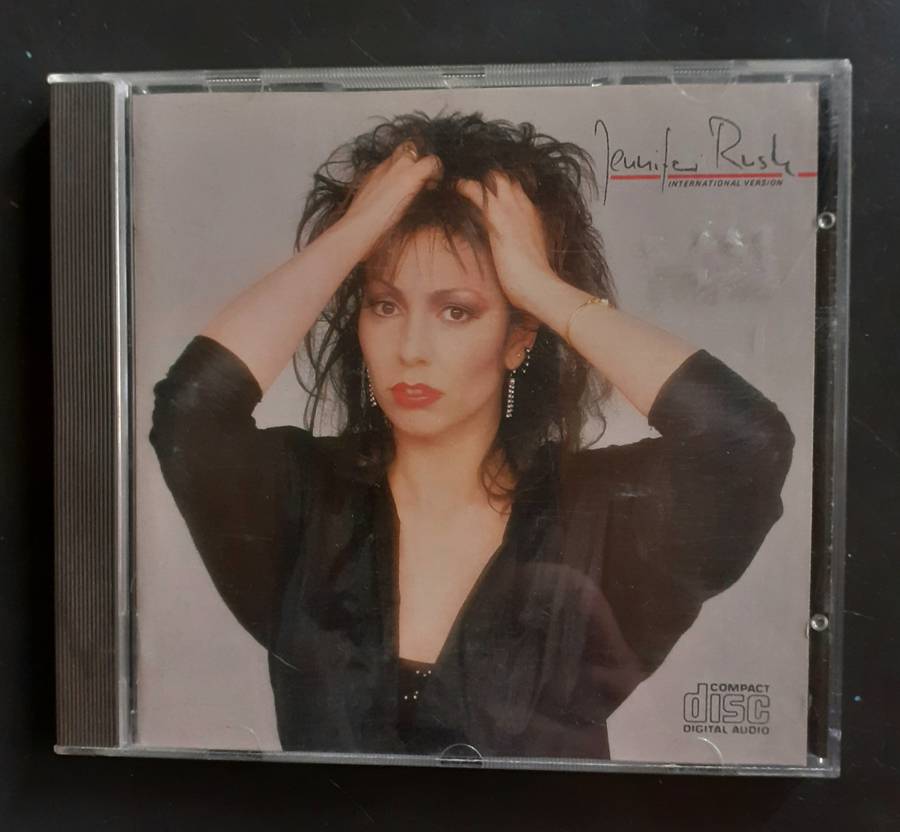 Jennifer Rush
INTERNATIONAL VERSION
COMPACT
disc
DIGITAL AUDIO